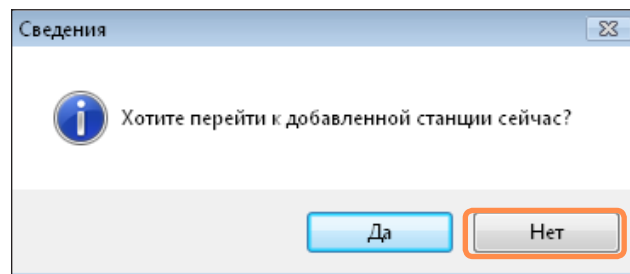 Сведения
Хотите перейти к добавленной станции сейчас?
Да
Нет